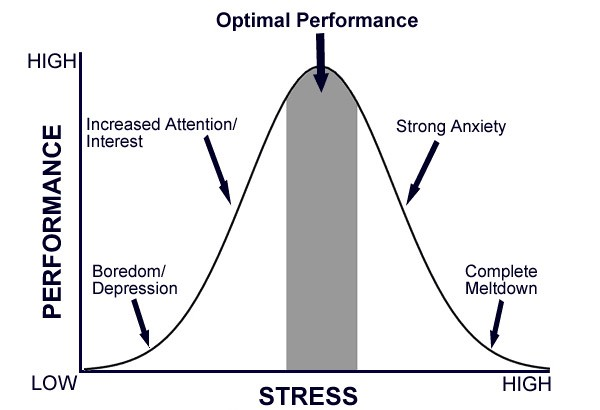 Optimal Performance
HIGH
Increased Attention/
Interest
Strong Anxiety
PERFORMANCE
Boredom/
Depression
Complete
Meltdown
LOW
STRESS
HIGH